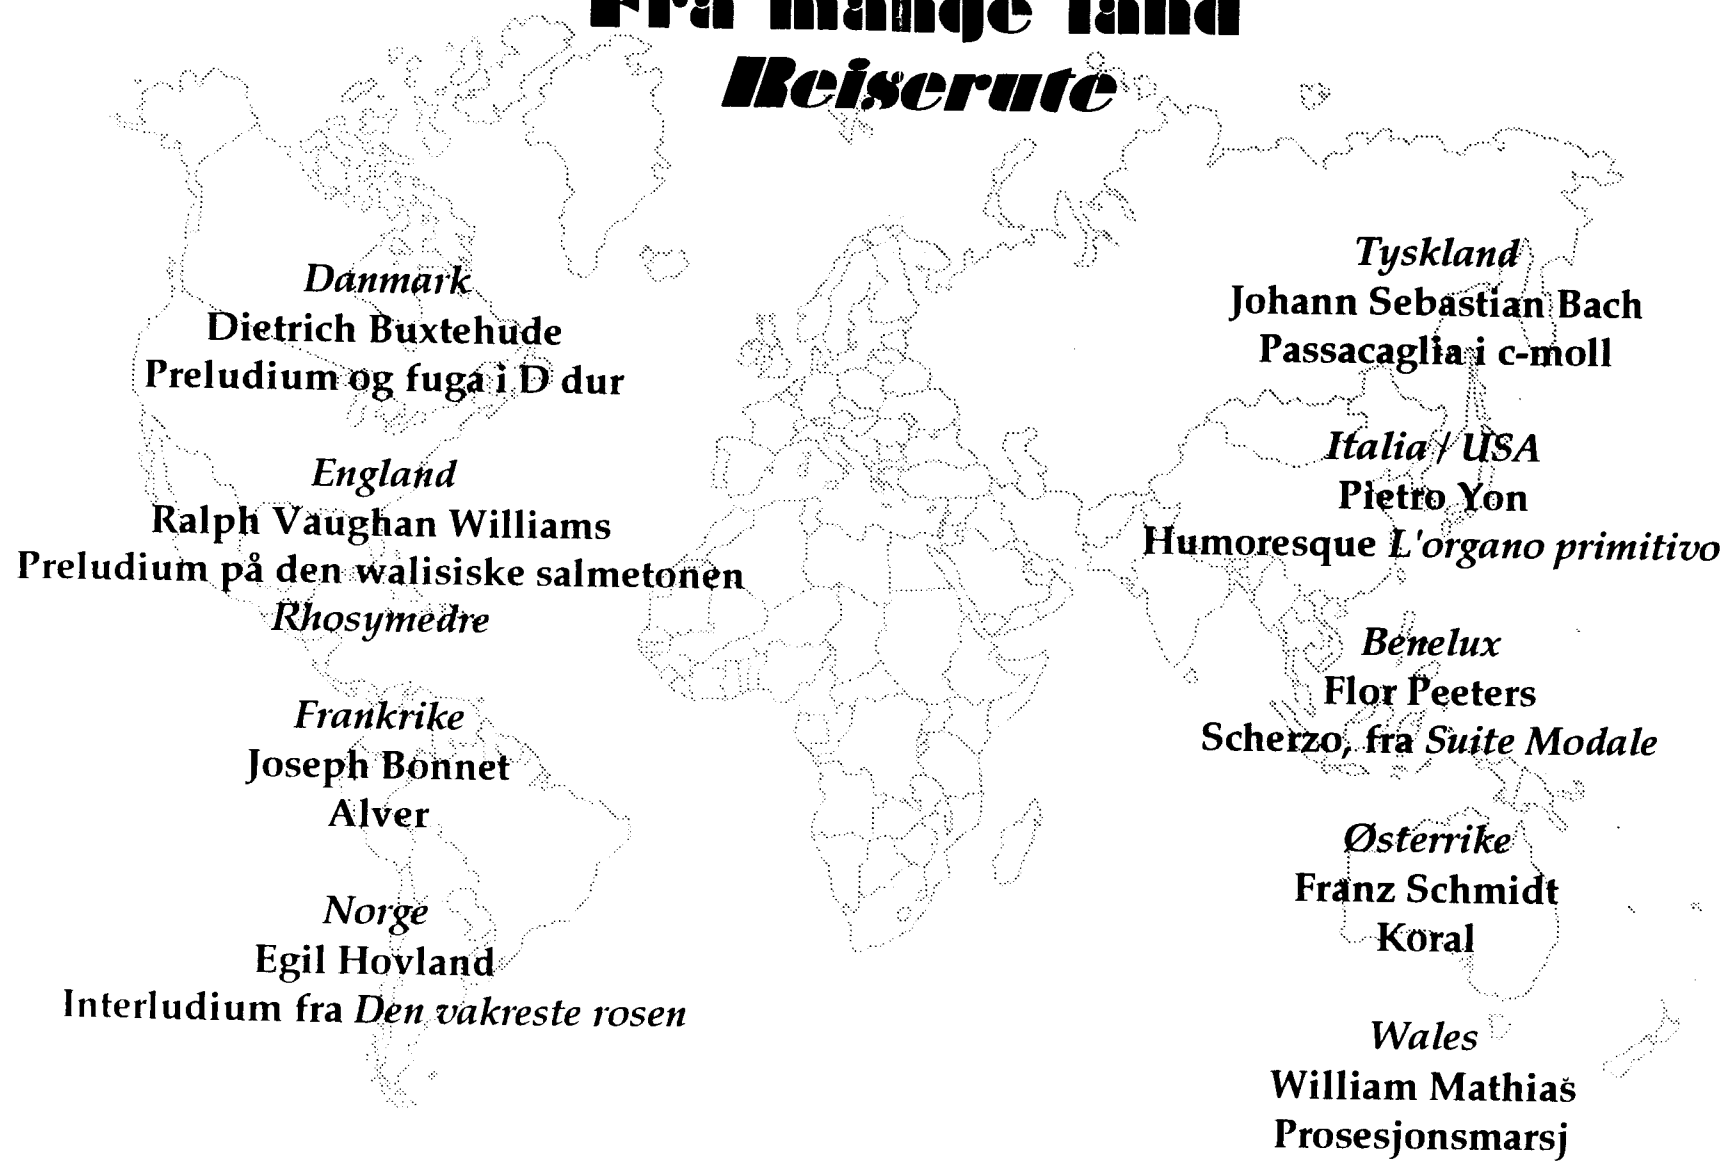 Fra mange land
Reiserute
Danmark
Dietrich Buxtehude
Preludium og fuga i D dur
England
Ralph Vaughan Williams
Preludium på den walisiske salmetonen
Rhosymedre
Frankrike
Joseph Bonnet
Alver
Norge
Egil Hovland
Interludium fra Den vakreste rosen
Tyskland
Johann Sebastian Bach
Passacaglia i c-moll
Italia / USA
Pietro Yon
Humoresque L'organo primitivo
Benelux
Flor Peeters
Scherzo, fra Suite Modale
Østerrike
Franz Schmidt
Koral
Wales
William Mathias
Prosesjonsmarsj